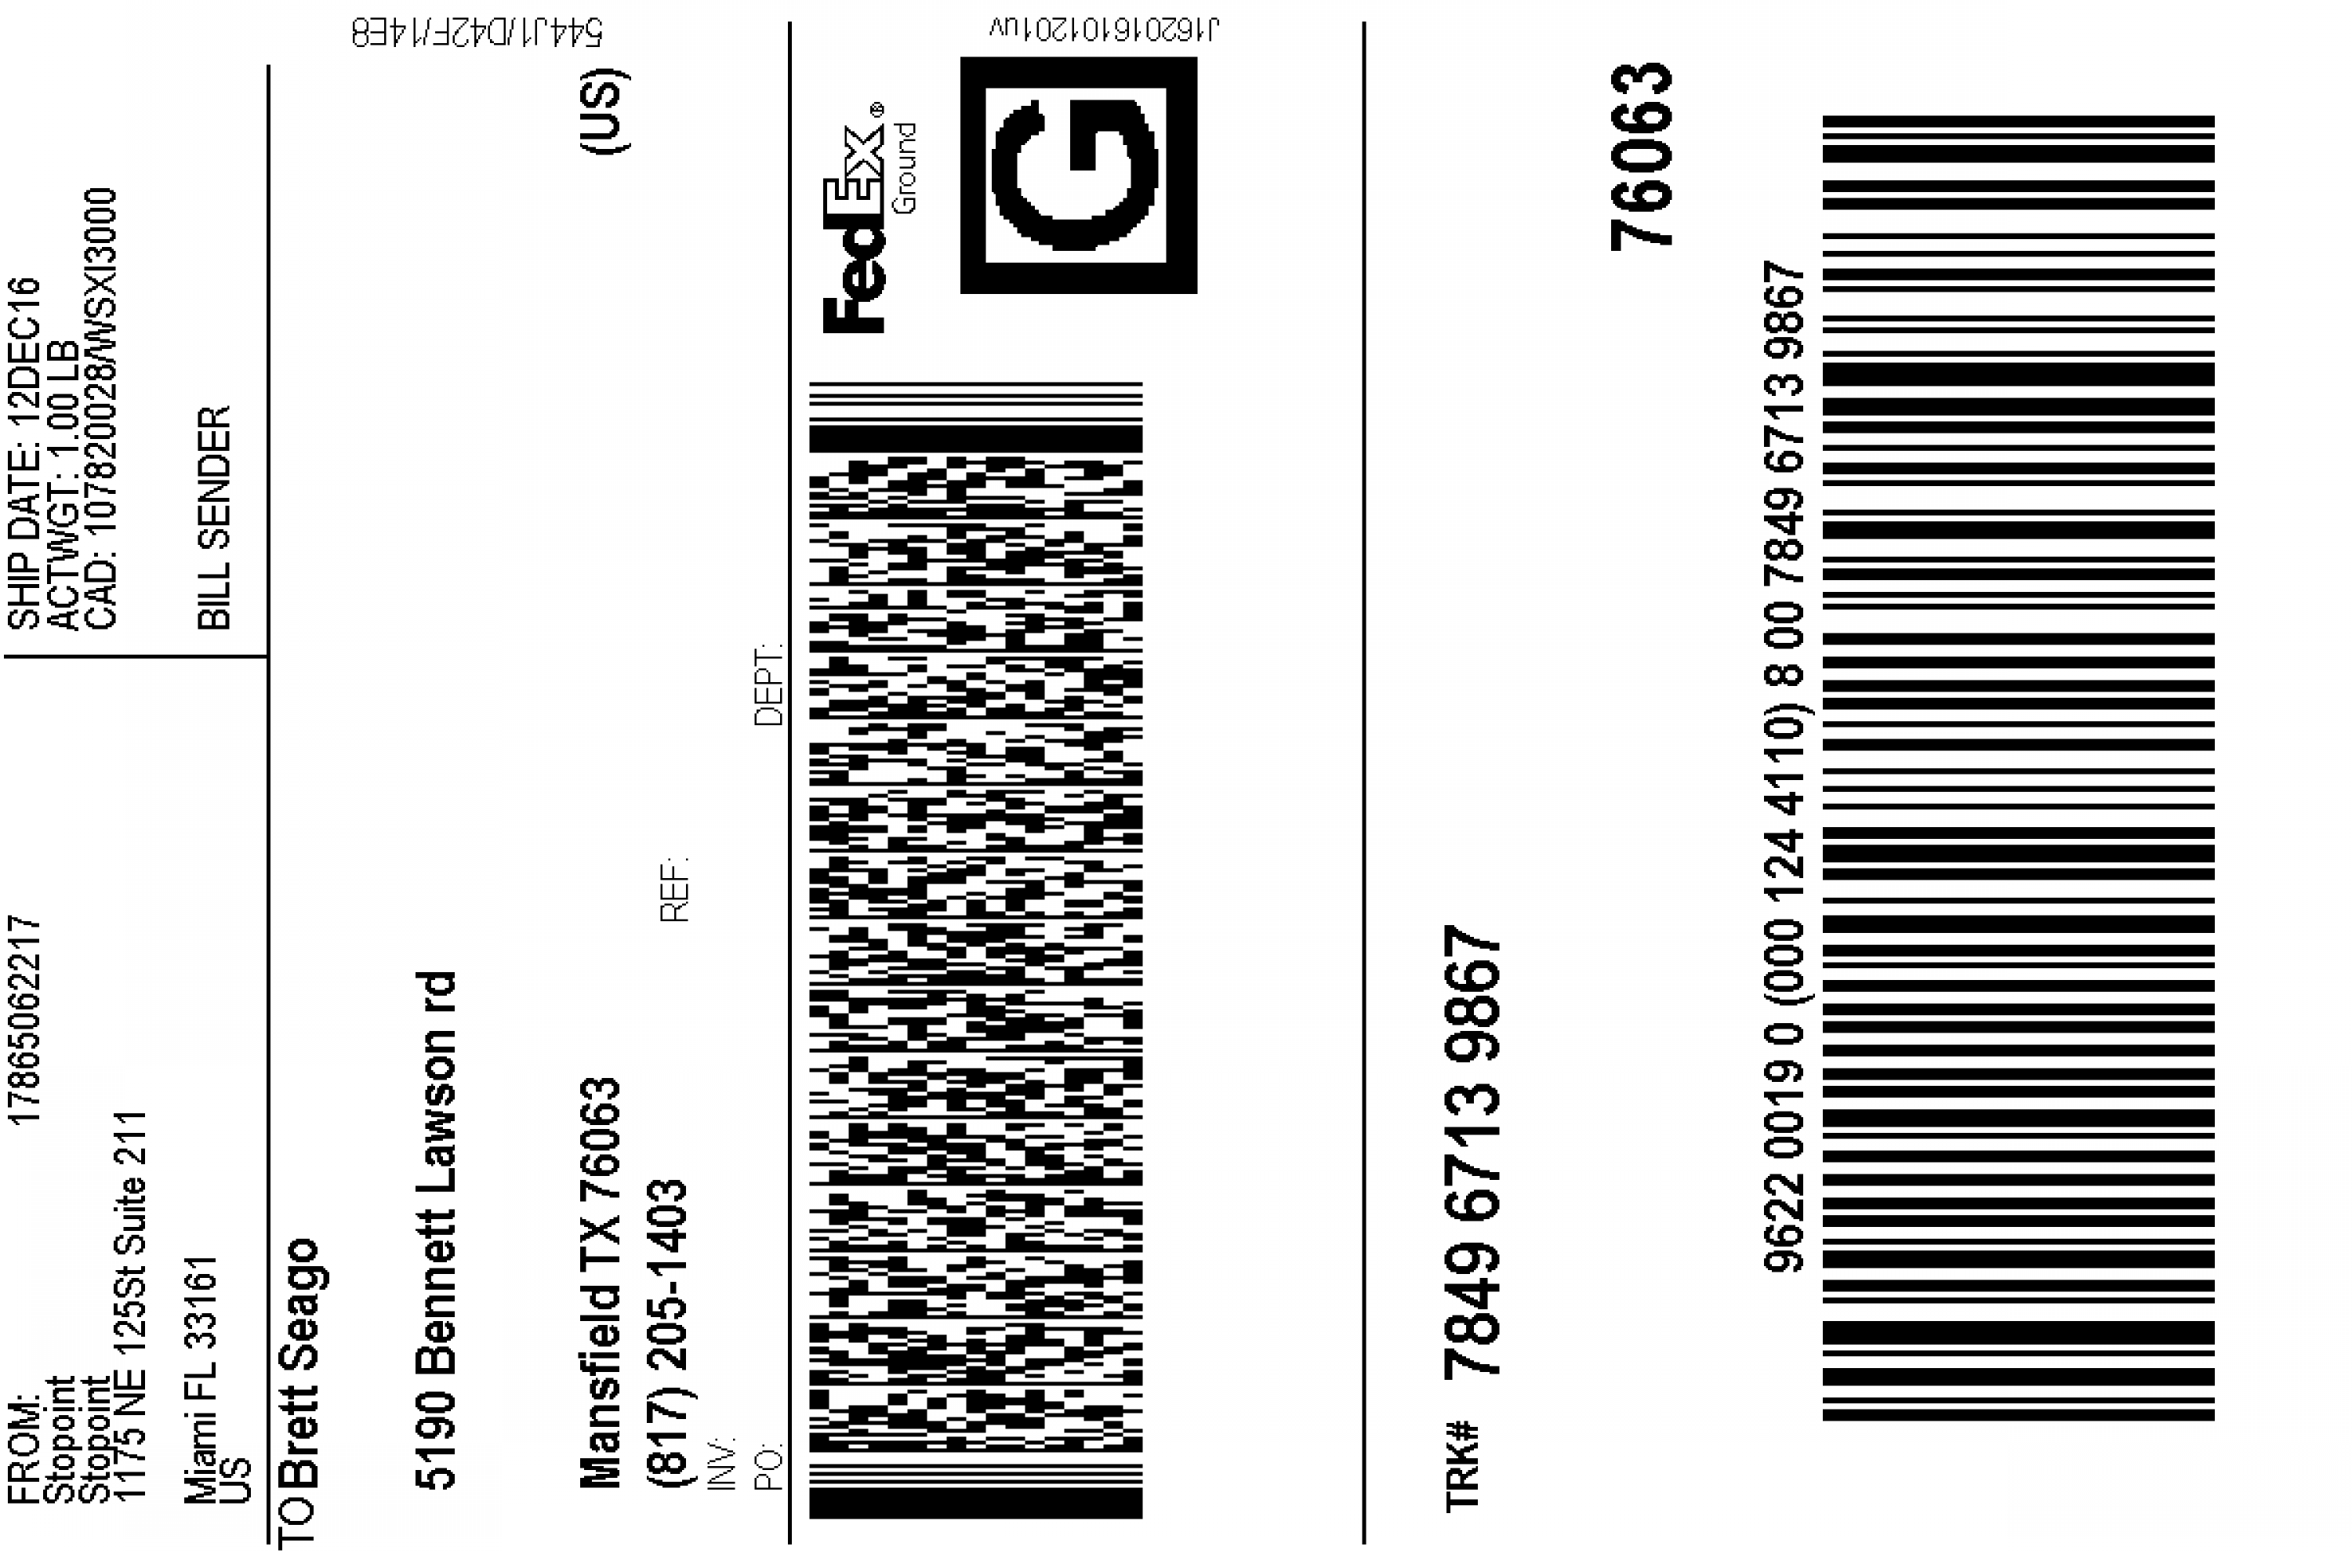 FROM: 17865062217
Stopoint
Stopoint
1175 NE 125St Suite 211
Miami FL 33161
US
SHIP DATE: 12DEC16
ACTWGT: 1.00 LB
CAD: 107820028/WSXI3000
BILL SENDER
TO Brett Seago
5190 Bennett Lawson rd
Mansfield TX 76063 (US)
(817) 205-1403 REF:
INV:
PO: DEPT:
544J1/D42F/14E8
FedEx®
Ground
G
J162016101201uv
TRK# 7849 6713 9867
76063
9622 0019 0 (000 124 4110) 8 00 7849 6713 9867